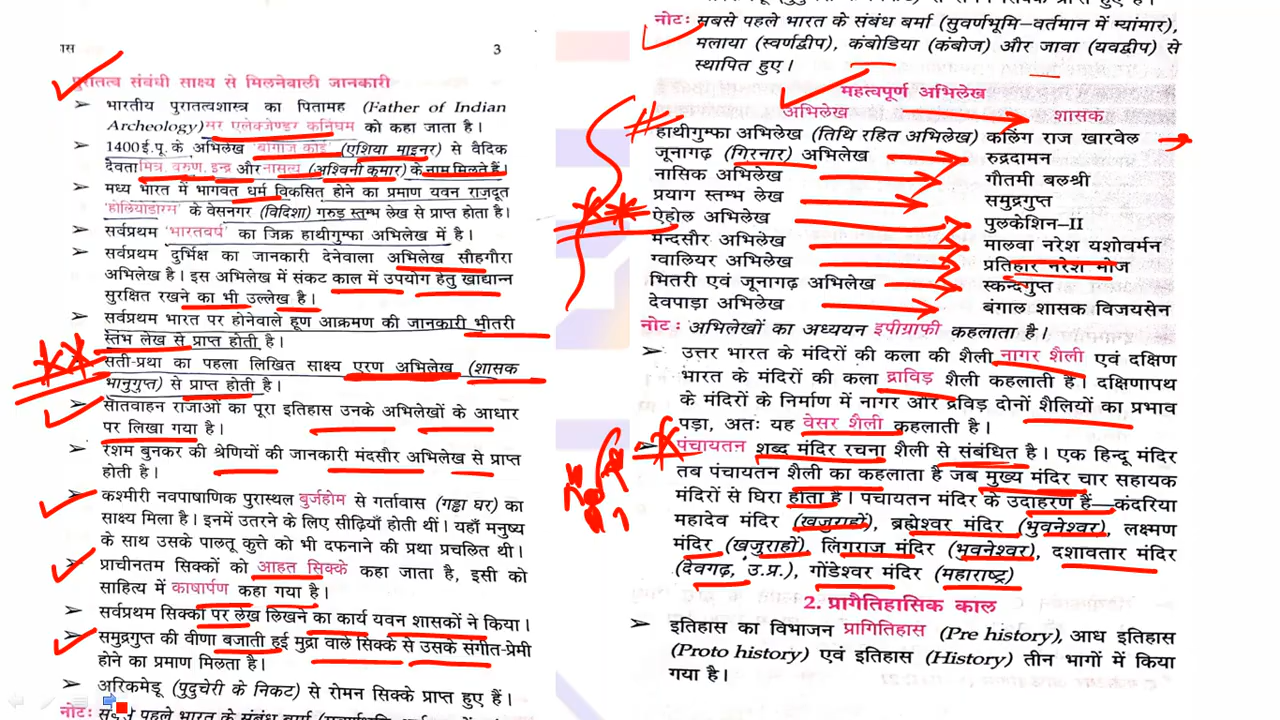 ास
3
पुरातत्व संबंधी साक्ष्य से मिलनेवाली जानकारी
➢ भारतीय पुरातत्वशास्त्र का पितामह (Father of Indian
Archeology) सर एलेक्जेण्डर कनिंघम को कहा जाता है।
➢ 1400 ई.पू. के अभिलेख 'बोगाज कोई' (एशिया माइनर) से वैदिक
देवता मित्र, वरुण, इन्द्र और नासत्य (अश्विनी कुमार) के नाम मिलते हैं।
➢ मध्य भारत में भागवत धर्म विकसित होने का प्रमाण यवन राजदूत
'होलियोडोरस' के वेसनगर (विदिशा) गरुड़ स्तम्भ लेख से प्राप्त होता है।
➢ सर्वप्रथम 'भारतवर्ष' का जिक्र हाथीगुम्फा अभिलेख में है।
➢ सर्वप्रथम दुर्भिक्ष का जानकारी देनेवाला अभिलेख सौहगौरा
अभिलेख है। इस अभिलेख में संकट काल में उपयोग हेतु खाद्यान्न
सुरक्षित रखने का भी उल्लेख है।
➢ सर्वप्रथम भारत पर होनेवाले हूण आक्रमण की जानकारी भीतरी
स्तंभ लेख से प्राप्त होती है।
➢ सती-प्रथा का पहला लिखित साक्ष्य एरण अभिलेख (शासक
भानुगुप्त) से प्राप्त होती है।
➢ सातवाहन राजाओं का पूरा इतिहास उनके अभिलेखों के आधार
पर लिखा गया है।
➢ रेशम बुनकर की श्रेणियों की जानकारी मंदसौर अभिलेख से प्राप्त
होती है।
➢ कश्मीरी नवपाषाणिक पुरास्थल बुर्जहोम से गर्तावास (गड्ढा घर) का
साक्ष्य मिला है। इनमें उतरने के लिए सीढ़ियाँ होती थीं। यहाँ मनुष्य
के साथ उसके पालतू कुत्ते को भी दफनाने की प्रथा प्रचलित थी।
➢ प्राचीनतम सिक्कों को आहत सिक्के कहा जाता है, इसी को
साहित्य में काषार्पण कहा गया है।
➢ सर्वप्रथम सिक्कों पर लेख लिखने का कार्य यवन शासकों ने किया।
➢ समुद्रगुप्त की वीणा बजाती हुई मुद्रा वाले सिक्के से उसके संगीत-प्रेमी
होने का प्रमाण मिलता है।
➢ अरिकमेडू (पुदुचेरी के निकट) से रोमन सिक्के प्राप्त हुए हैं।
नोट: सबसे पहले भारत के संबंध बर्मा
नोट: सबसे पहले भारत के संबंध बर्मा (सुवर्णभूमि-वर्तमान में म्यांमार),
मलाया (स्वर्णद्वीप), कंबोडिया (कंबोज) और जावा (यवद्वीप) से
स्थापित हुए।
महत्वपूर्ण अभिलेख
अभिलेख शासक
हाथीगुम्फा अभिलेख (तिथि रहित अभिलेख) कलिंग राज खारवेल
जूनागढ़ (गिरनार) अभिलेख रुद्रदामन
नासिक अभिलेख गौतमी बलश्री
प्रयाग स्तम्भ लेख समुद्रगुप्त
ऐहोल अभिलेख पुलकेशिन-II
मन्दसौर अभिलेख मालवा नरेश यशोवर्मन
ग्वालियर अभिलेख प्रतिहार नरेश भोज
भितरी एवं जूनागढ़ अभिलेख स्कन्दगुप्त
देवपाड़ा अभिलेख बंगाल शासक विजयसेन
नोट: अभिलेखों का अध्ययन इपीग्राफी कहलाता है।
➢ उत्तर भारत के मंदिरों की कला की शैली नागर शैली एवं दक्षिण
भारत के मंदिरों की कला द्राविड़ शैली कहलाती है। दक्षिणापथ
के मंदिरों के निर्माण में नागर और द्रविड़ दोनों शैलियों का प्रभाव
पड़ा, अतः यह वेसर शैली कहलाती है।
➢ पंचायतन शब्द मंदिर रचना शैली से संबंधित है। एक हिन्दू मंदिर
तब पंचायतन शैली का कहलाता है जब मुख्य मंदिर चार सहायक
मंदिरों से घिरा होता है। पंचायतन मंदिर के उदाहरण हैं—कंदरिया
महादेव मंदिर (खजुराहो), ब्रह्मेश्वर मंदिर (भुवनेश्वर), लक्ष्मण
मंदिर (खजुराहो), लिंगराज मंदिर (भुवनेश्वर), दशावतार मंदिर
(देवगढ़, उ.प्र.), गोंडेश्वर मंदिर (महाराष्ट्र)
2. प्रागैतिहासिक काल
➢ इतिहास का विभाजन प्रागितिहास (Pre history), आद्य इतिहास
(Proto history) एवं इतिहास (History) तीन भागों में किया
गया है।